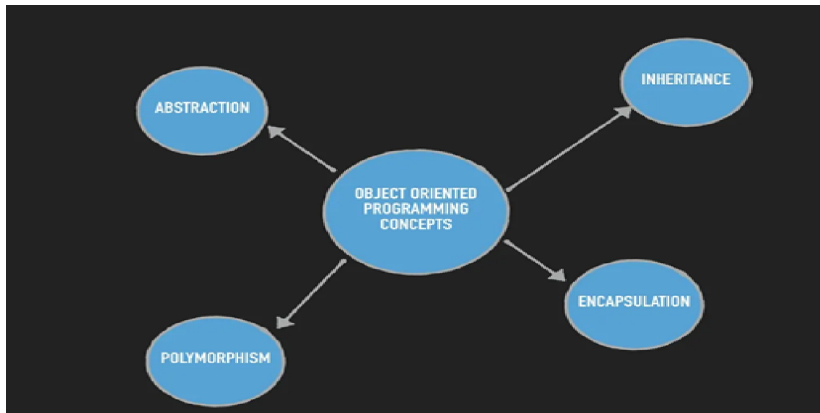 ABSTRACTION
INHERITANCE
OBJECT ORIENTED
PROGRAMMING
CONCEPTS
ENCAPSULATION
POLYMORPHISM